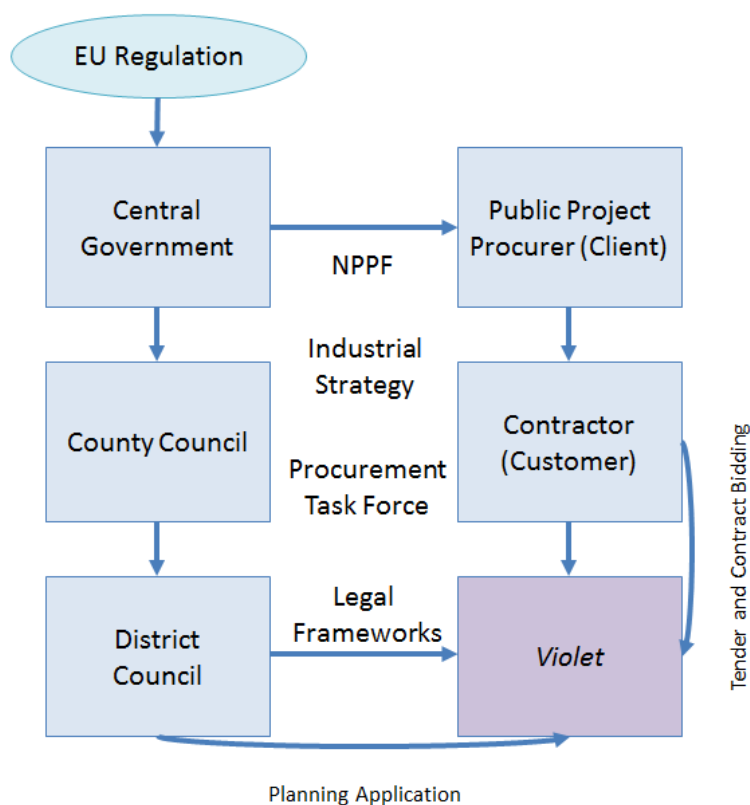 EU Regulation
Central
Government
NPPF
Public Project
Procurer (Client)
Industrial
Strategy
County Council
Procurement
Task Force
Contractor
(Customer)
Tender and Contract Bidding
District
Council
Legal
Frameworks
Violet
Planning Application